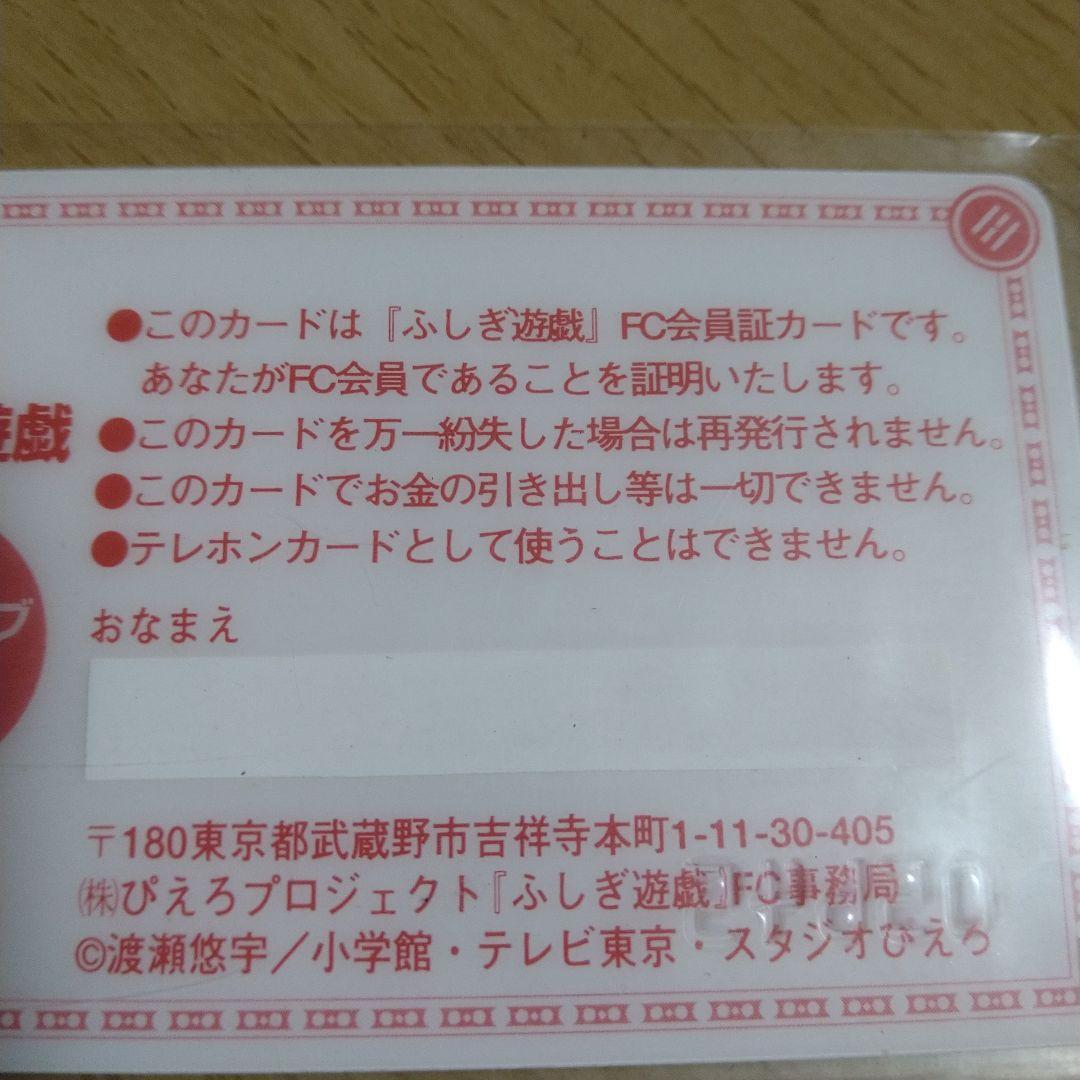 ●このカードは『ふしぎ遊戯』FC会員証カードです。
あなたがFC会員であることを証明いたします。
遊戯
●このカードを万一紛失した場合は再発行されません。
●このカードでお金の引き出し等は一切できません。
●テレホンカードとして使うことはできません。
おなまえ
ブ
〒180東京都武蔵野市吉祥寺本町1-11-30-405
㈱ぴえろプロジェクト『ふしぎ遊戯』FC事務局
©渡瀬悠宇／小学館・テレビ東京・スタジオぴえろ